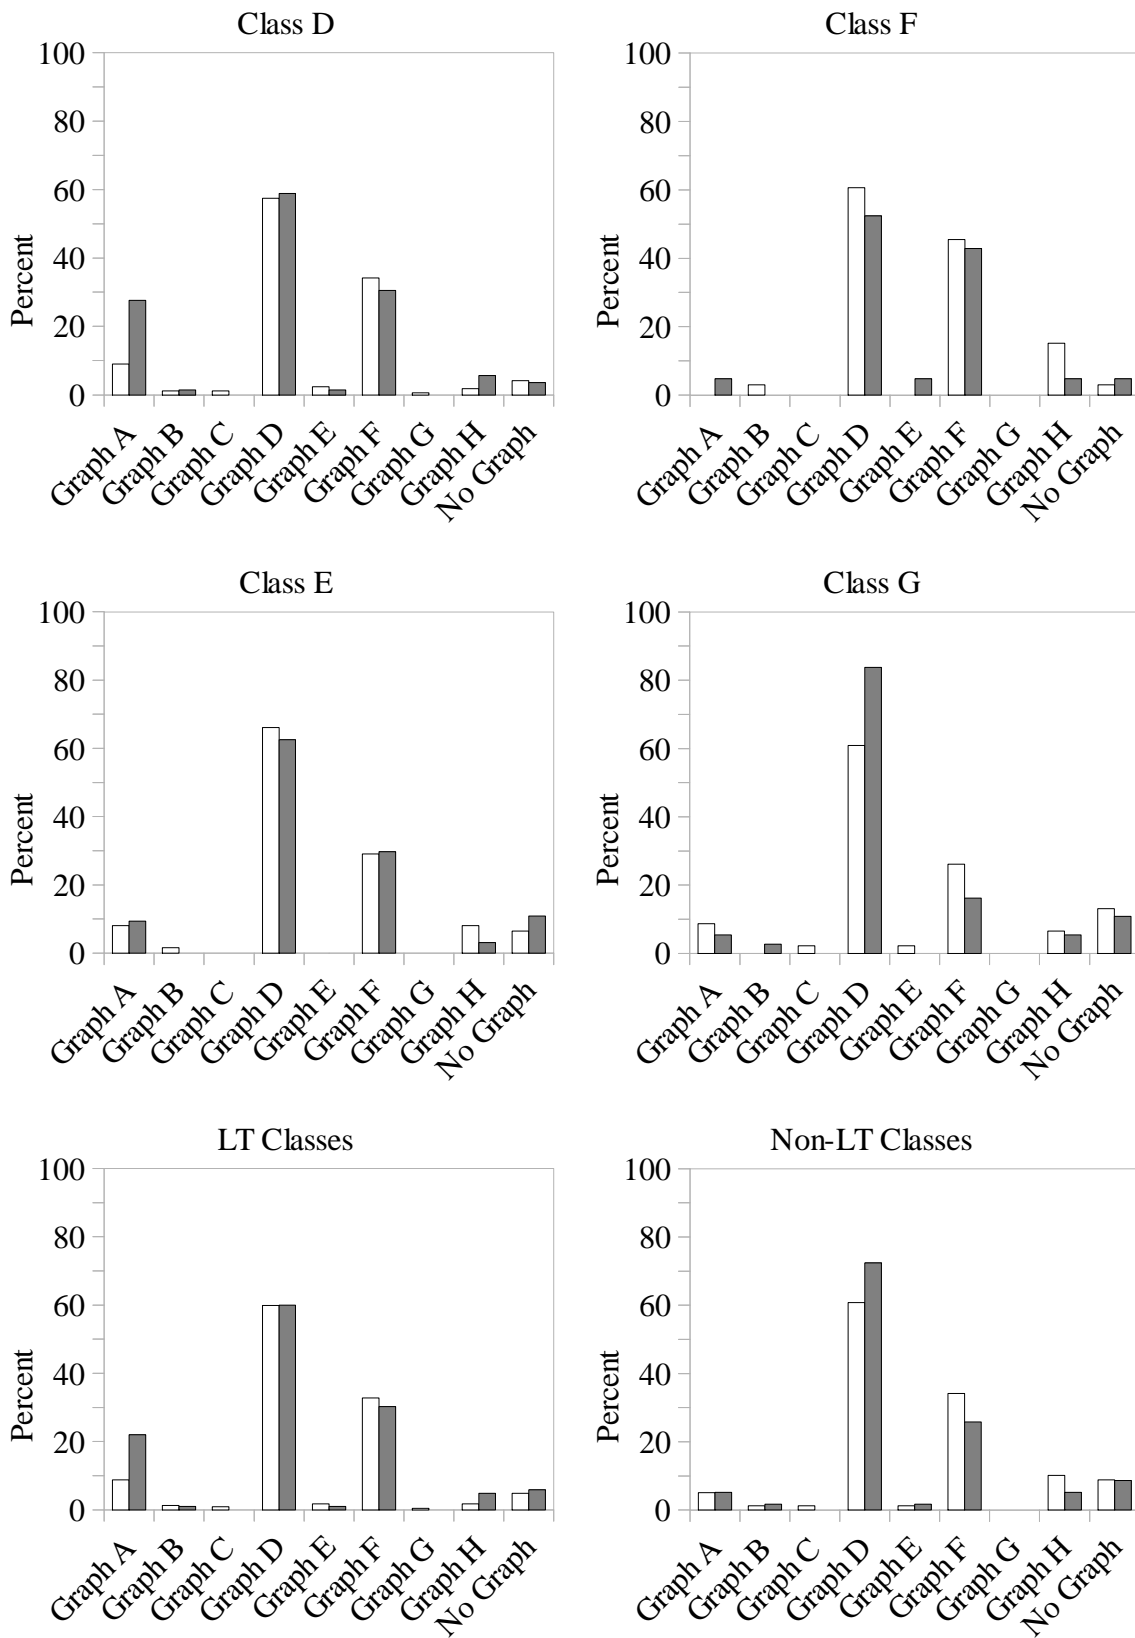 Class D
100
80
60
40
20
0
Percent
Graph A
Graph B
Graph C
Graph D
Graph E
Graph F
Graph G
Graph H
No Graph
Class F
100
80
60
40
20
0
Percent
Graph A
Graph B
Graph C
Graph D
Graph E
Graph F
Graph G
Graph H
No Graph
Class E
100
80
60
40
20
0
Percent
Graph A
Graph B
Graph C
Graph D
Graph E
Graph F
Graph G
Graph H
No Graph
Class G
100
80
60
40
20
0
Percent
Graph A
Graph B
Graph C
Graph D
Graph E
Graph F
Graph G
Graph H
No Graph
LT Classes
100
80
60
40
20
0
Percent
Graph A
Graph B
Graph C
Graph D
Graph E
Graph F
Graph G
Graph H
No Graph
Non-LT Classes
100
80
60
40
20
0
Percent
Graph A
Graph B
Graph C
Graph D
Graph E
Graph F
Graph G
Graph H
No Graph